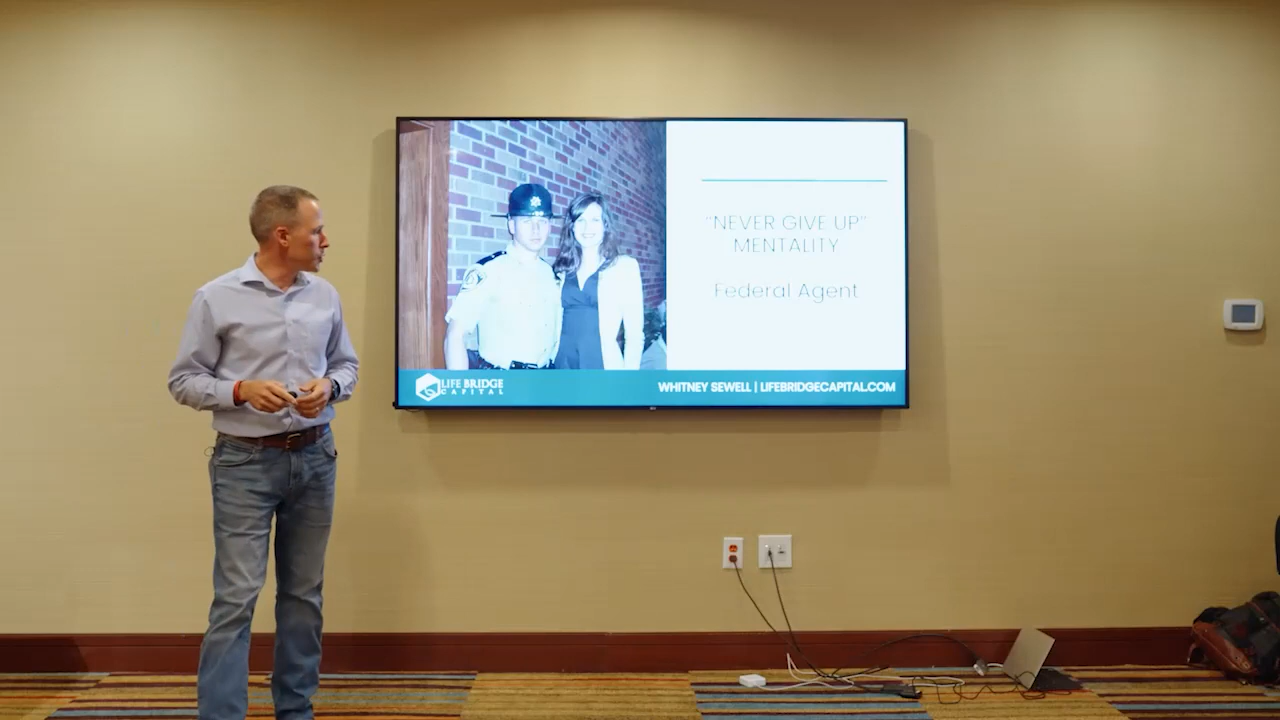 “NEVER GIVE UP”
MENTALITY
Federal Agent
LIFE BRIDGE
CAPITAL
WHITNEY SEWELL | LIFEBRIDGECAPITAL.COM